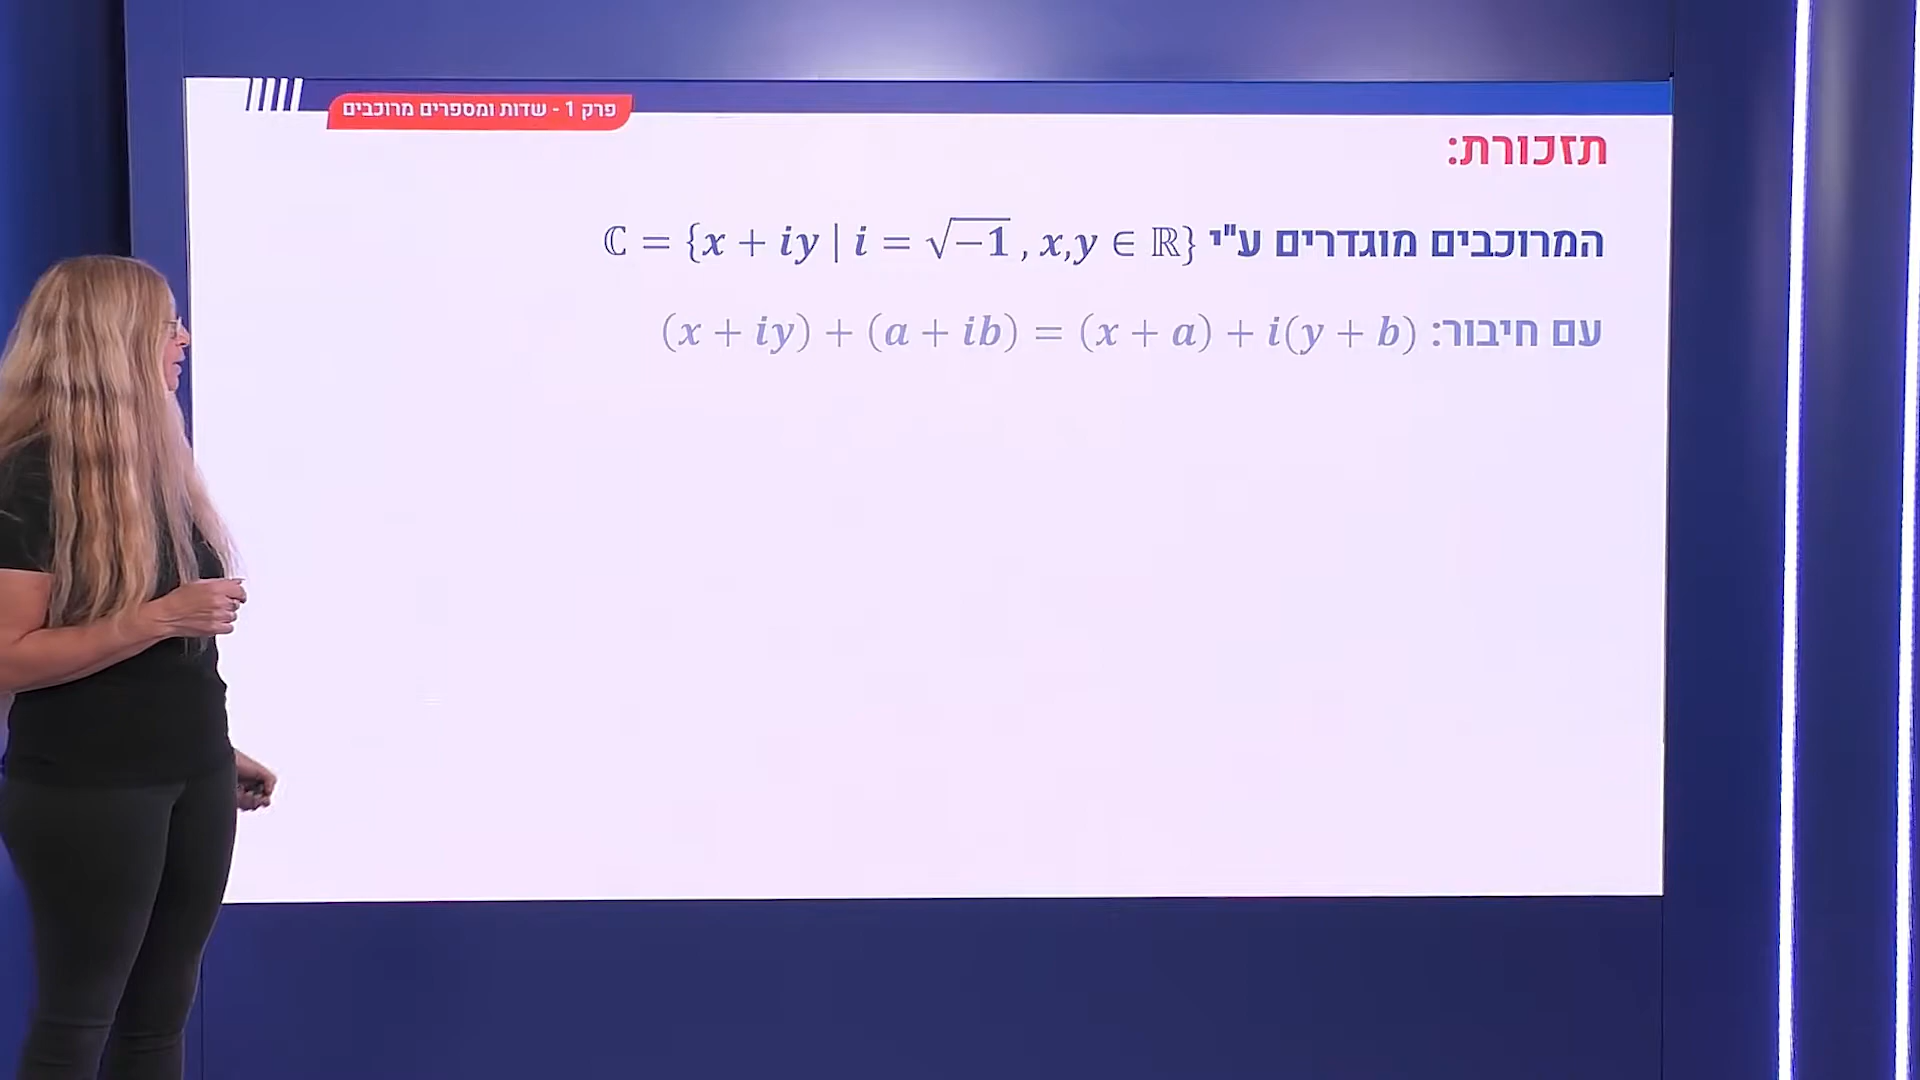 פרק 1 - שדות ומספרים מרוכבים
תזכורת:
המרוכבים מוגדרים ע"י ℂ = {x + iy | i = √−1 , x,y ∈ ℝ}
עם חיבור: (x + iy) + (a + ib) = (x + a) + i(y + b)